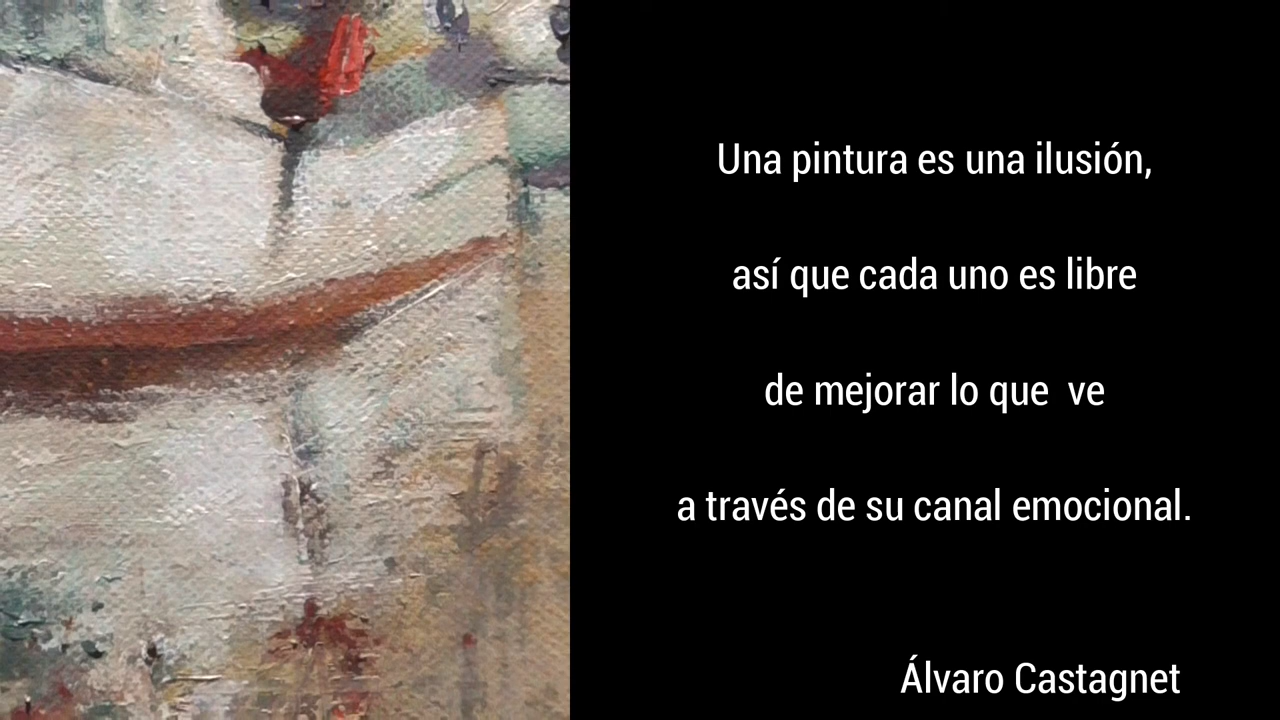 Una pintura es una ilusión,
así que cada uno es libre
de mejorar lo que  ve
a través de su canal emocional.
Álvaro Castagnet